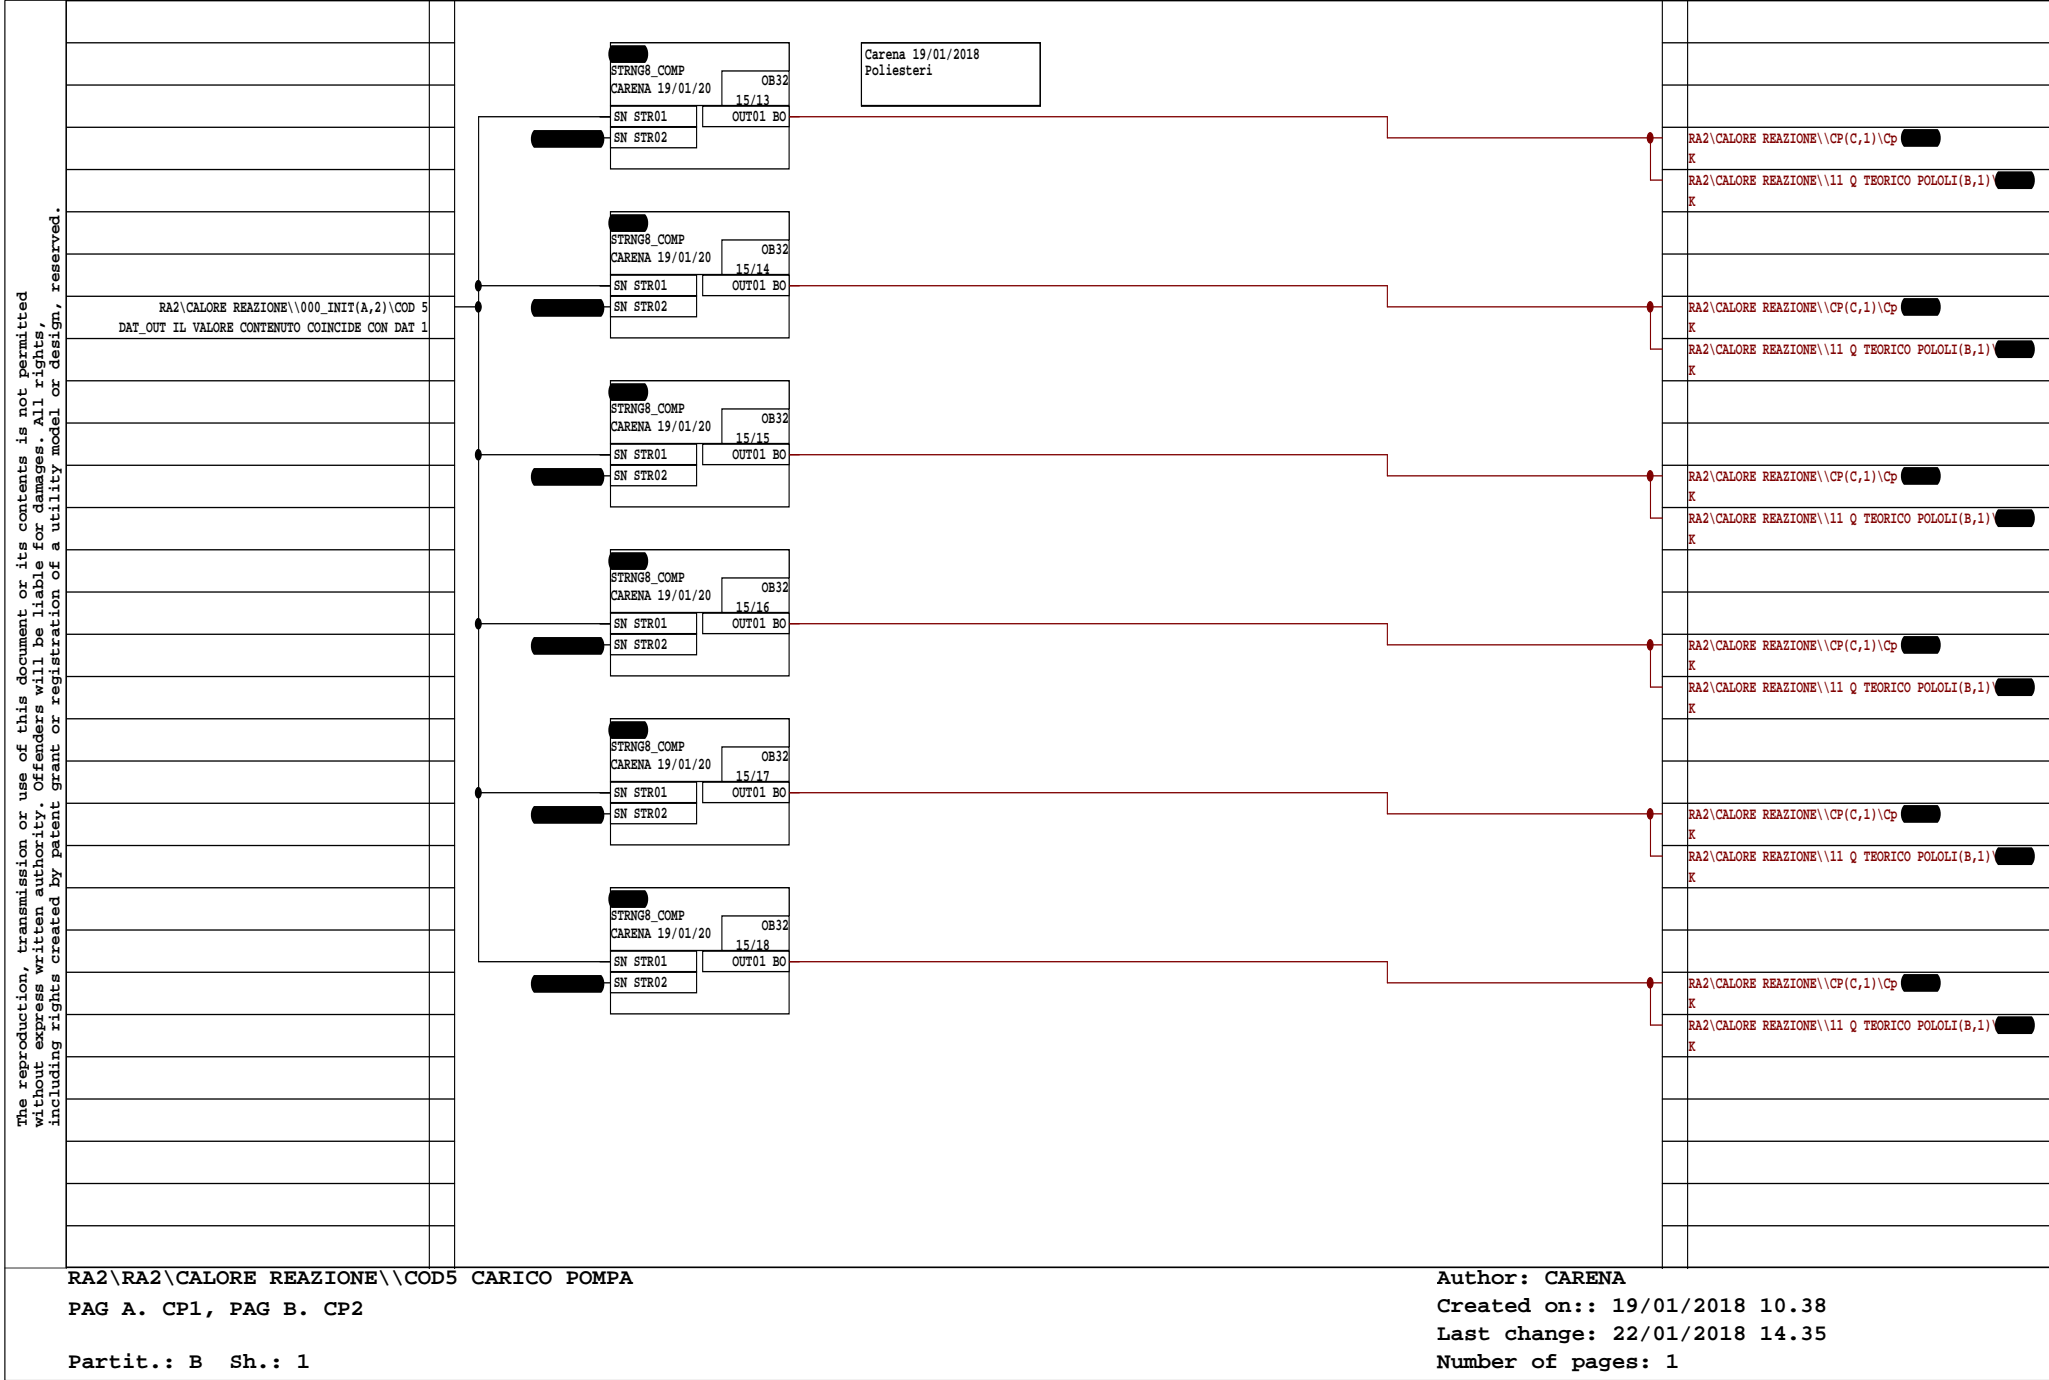 The reproduction, transmission or use of this document or its contents is not permitted
without express written authority. Offenders will be liable for damages. All rights,
including rights created by patent grant or registration of a utility model or design, reserved.
RA2\CALORE REAZIONE\\000_INIT(A,2)\COD 5
DAT_OUT IL VALORE CONTENUTO COINCIDE CON DAT 1
Carena 19/01/2018
Poliesteri
STRNG8_COMP
CARENA 19/01/20
OB32
15/13
SN STR01
OUT01 BO
SN STR02
RA2\CALORE REAZIONE\\CP(C,1)\Cp
K
RA2\CALORE REAZIONE\\11 Q TEORICO POLOLI(B,1)\
K
STRNG8_COMP
CARENA 19/01/20
OB32
15/14
SN STR01
OUT01 BO
SN STR02
RA2\CALORE REAZIONE\\CP(C,1)\Cp
K
RA2\CALORE REAZIONE\\11 Q TEORICO POLOLI(B,1)\
K
STRNG8_COMP
CARENA 19/01/20
OB32
15/15
SN STR01
OUT01 BO
SN STR02
RA2\CALORE REAZIONE\\CP(C,1)\Cp
K
RA2\CALORE REAZIONE\\11 Q TEORICO POLOLI(B,1)\
K
STRNG8_COMP
CARENA 19/01/20
OB32
15/16
SN STR01
OUT01 BO
SN STR02
RA2\CALORE REAZIONE\\CP(C,1)\Cp
K
RA2\CALORE REAZIONE\\11 Q TEORICO POLOLI(B,1)\
K
STRNG8_COMP
CARENA 19/01/20
OB32
15/17
SN STR01
OUT01 BO
SN STR02
RA2\CALORE REAZIONE\\CP(C,1)\Cp
K
RA2\CALORE REAZIONE\\11 Q TEORICO POLOLI(B,1)\
K
STRNG8_COMP
CARENA 19/01/20
OB32
15/18
SN STR01
OUT01 BO
SN STR02
RA2\CALORE REAZIONE\\CP(C,1)\Cp
K
RA2\CALORE REAZIONE\\11 Q TEORICO POLOLI(B,1)\
K
RA2\RA2\CALORE REAZIONE\\COD5 CARICO POMPA
PAG A. CP1, PAG B. CP2
Partit.: B Sh.: 1
Author: CARENA
Created on:: 19/01/2018 10.38
Last change: 22/01/2018 14.35
Number of pages: 1